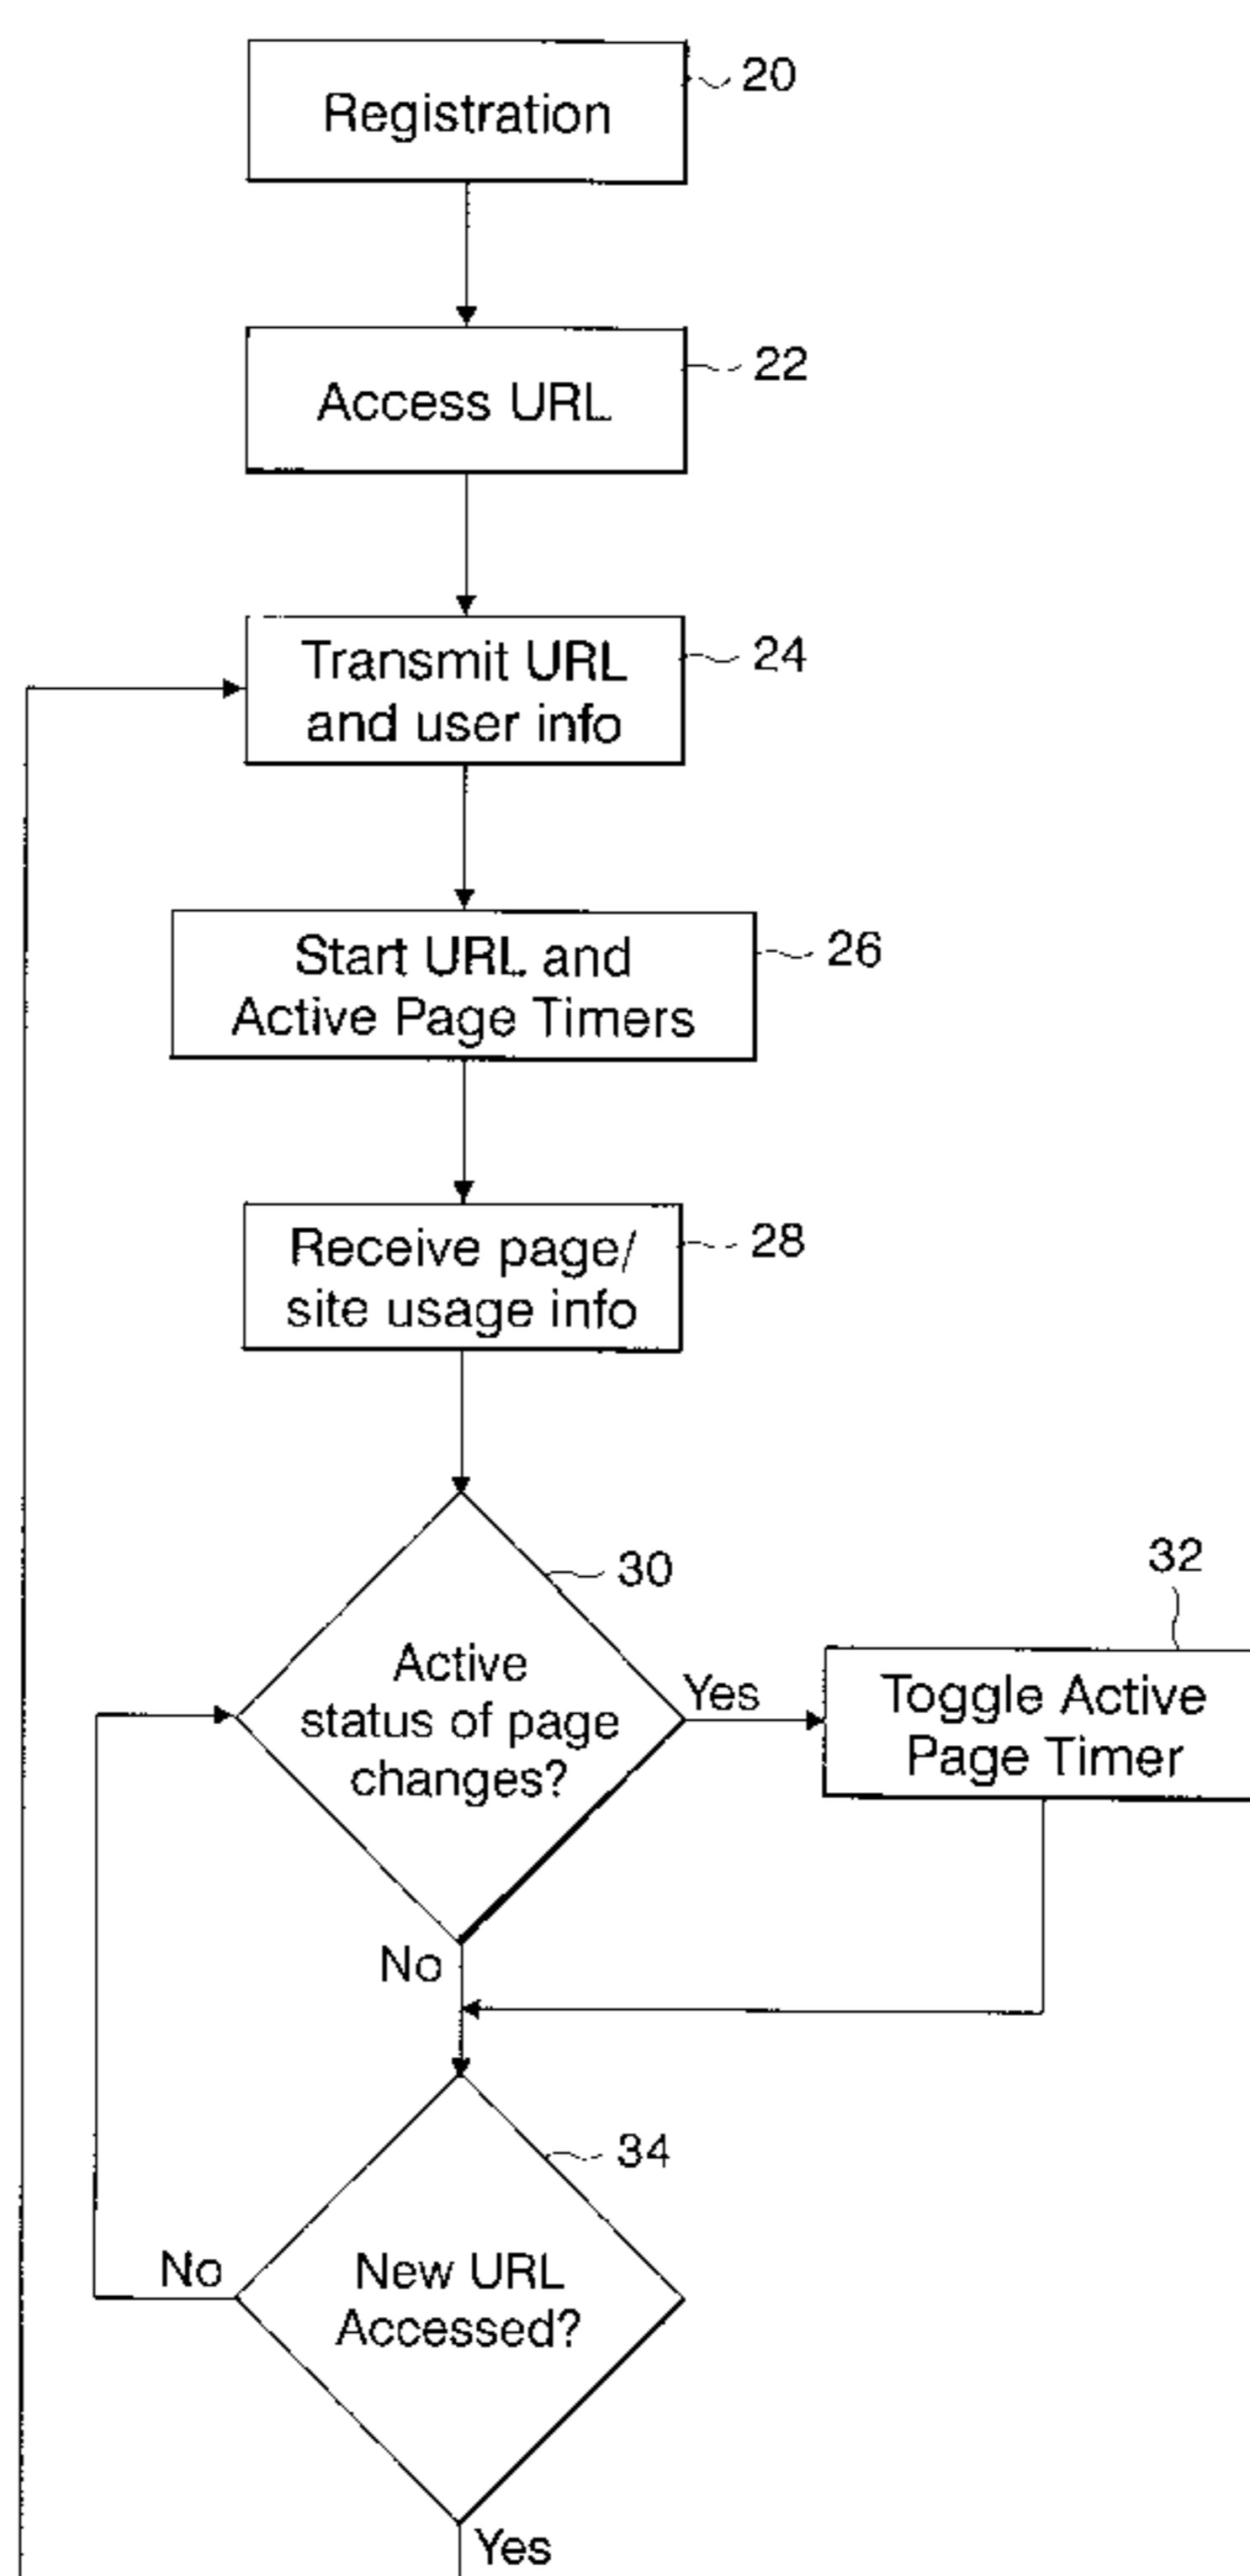 Registration
20
Access URL
22
Transmit URL
and user info
24
Start URL and
Active Page Timers
26
Receive page/
site usage info
28
30
Active
status of page
changes?
Yes
32
Toggle Active
Page Timer
No
34
New URL
Accessed?
No
Yes